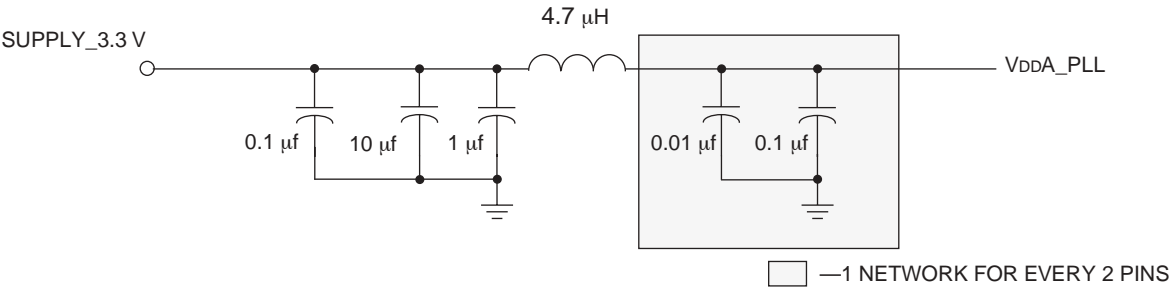 4.7 μH
SUPPLY_3.3 V
VDDA_PLL
0.1 μf
10 μf
1 μf
0.01 μf
0.1 μf
—1 NETWORK FOR EVERY 2 PINS